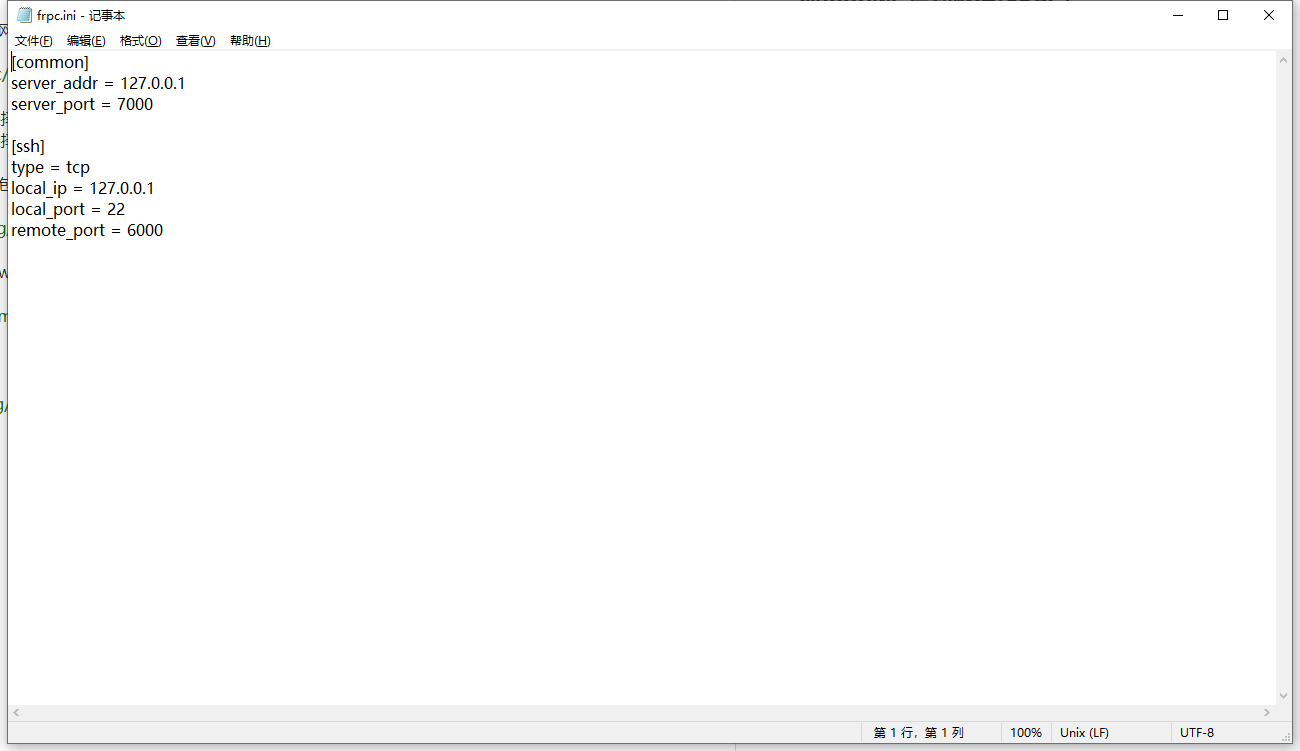 frpc.ini - 记事本
文件(F) 编辑(E) 格式(O) 查看(V) 帮助(H)
[common]
server_addr = 127.0.0.1
server_port = 7000
[ssh]
type = tcp
local_ip = 127.0.0.1
local_port = 22
remote_port = 6000
第 1 行，第 1 列 100% Unix (LF) UTF-8